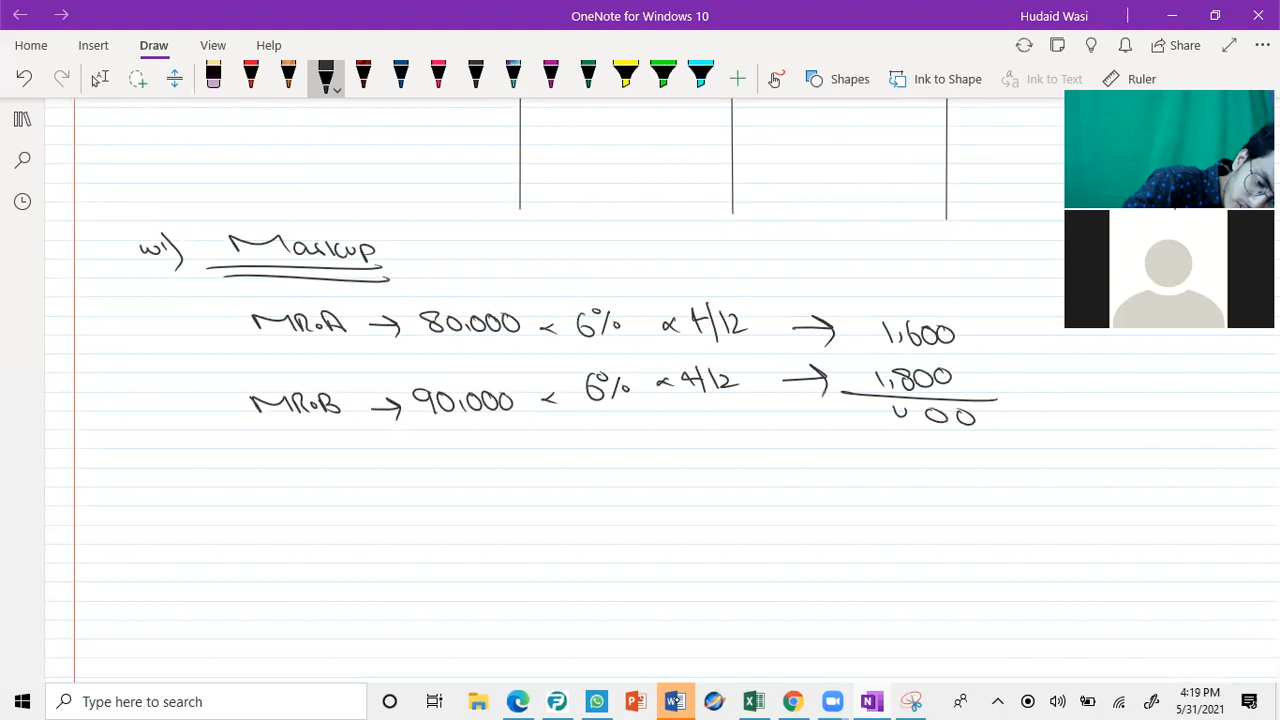 OneNote for Windows 10
Hudaid Wasi
Home Insert Draw View Help
Share
Shapes
Ink to Shape
Ink to Text
Ruler
Markup
MR.A → 80,000 × 6% × 4/12 → 1,600
MR.B → 90,000 × 6% × 4/12 → 1,800
Type here to search
4:19 PM
5/31/2021